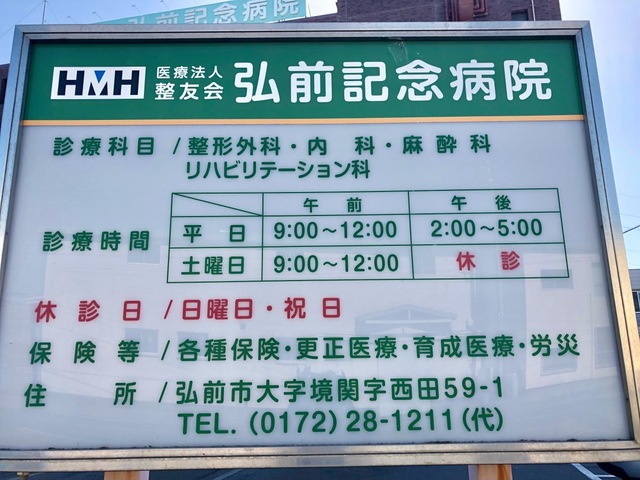 弘前記念病院
HMH 医療法人 整友会 弘前記念病院
診療科目 / 整形外科・内 科・麻酔科
リハビリテーション科
午前 午後
診療時間 平日 9:00〜12:00 2:00〜5:00
土曜日 9:00〜12:00 休診
休診日 / 日曜日・祝日
保険等 / 各種保険・更正医療・育成医療・労災
住所 / 弘前市大字境関字西田59-1
TEL. (0172) 28-1211 (代)